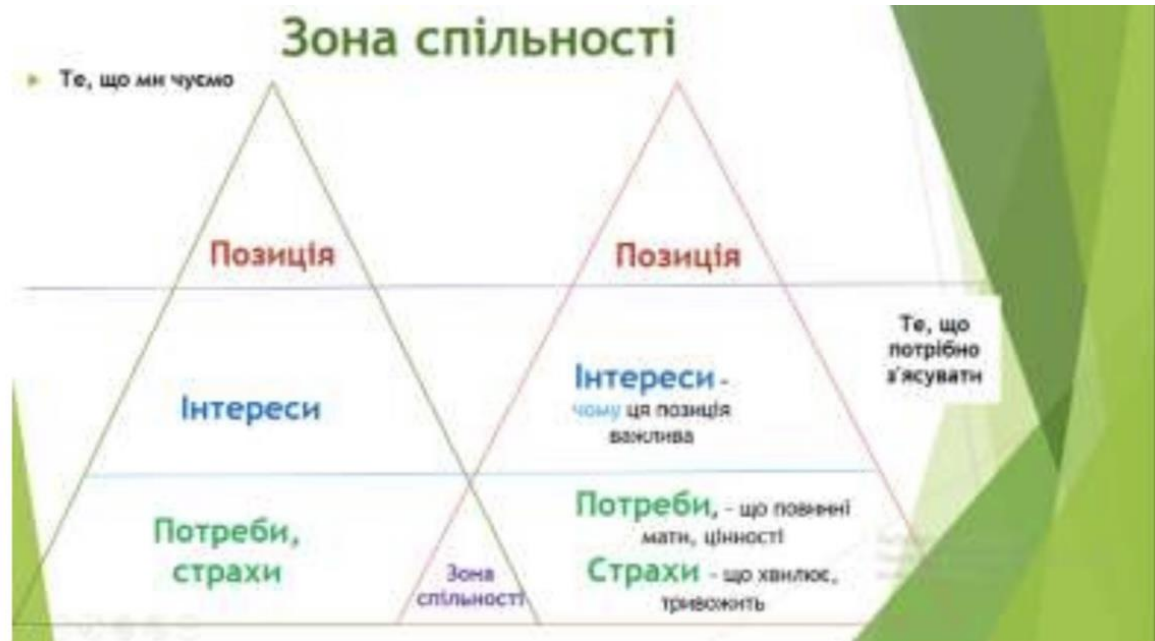 Зона спільності
Те, що ми чуємо
Позиція
Позиція
Те, що
потрібно
з'ясувати
Інтереси
Інтереси -
чому ця позиція
важлива
Потреби,
страхи
Зона
спільності
Потреби, - що повинні
мати, цінності
Страхи - що хвилює,
тривожить